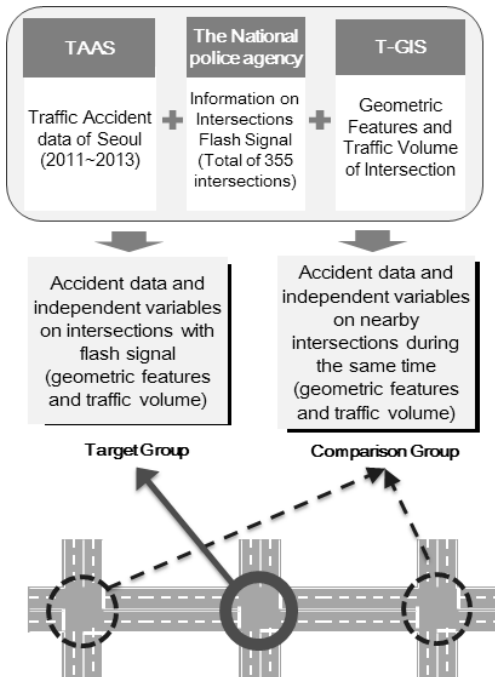 TAAS
Traffic Accident
data of Seoul
(2011~2013)
The National
police agency
Information on
Intersections
Flash Signal
(Total of 355
intersections)
T-GIS
Geometric
Features and
Traffic Volume
of Intersection
Accident data and
independent variables
on intersections with
flash signal
(geometric features
and traffic volume)
Target Group
Accident data and
independent variables
on nearby
intersections during
the same time
(geometric features
and traffic volume)
Comparison Group